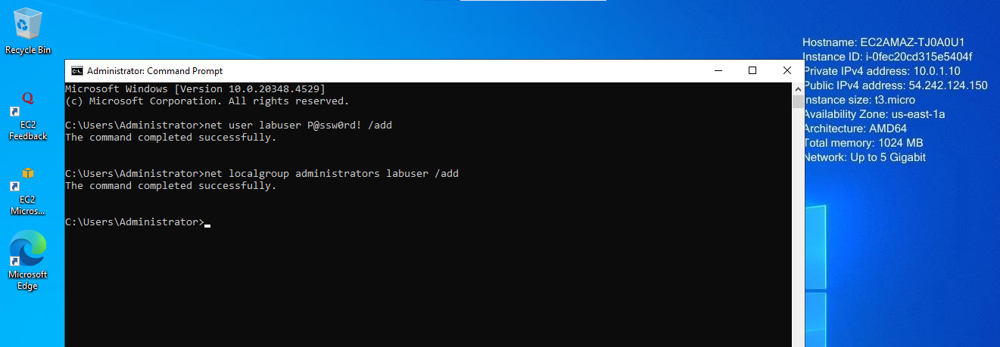 Recycle Bin
EC2
Feedback
EC2
Micros...
Microsoft
Edge
Administrator: Command Prompt
Microsoft Windows [Version 10.0.20348.4529]
(c) Microsoft Corporation. All rights reserved.
C:\Users\Administrator>net user labuser P@ssw0rd! /add
The command completed successfully.
C:\Users\Administrator>net localgroup administrators labuser /add
The command completed successfully.
C:\Users\Administrator>
Hostname: EC2AMAZ-TJ0A0U1
Instance ID: i-0fec20cd315e5404f
Private IPv4 address: 10.0.1.10
Public IPv4 address: 54.242.124.150
Instance size: t3.micro
Availability Zone: us-east-1a
Architecture: AMD64
Total memory: 1024 MB
Network: Up to 5 Gigabit